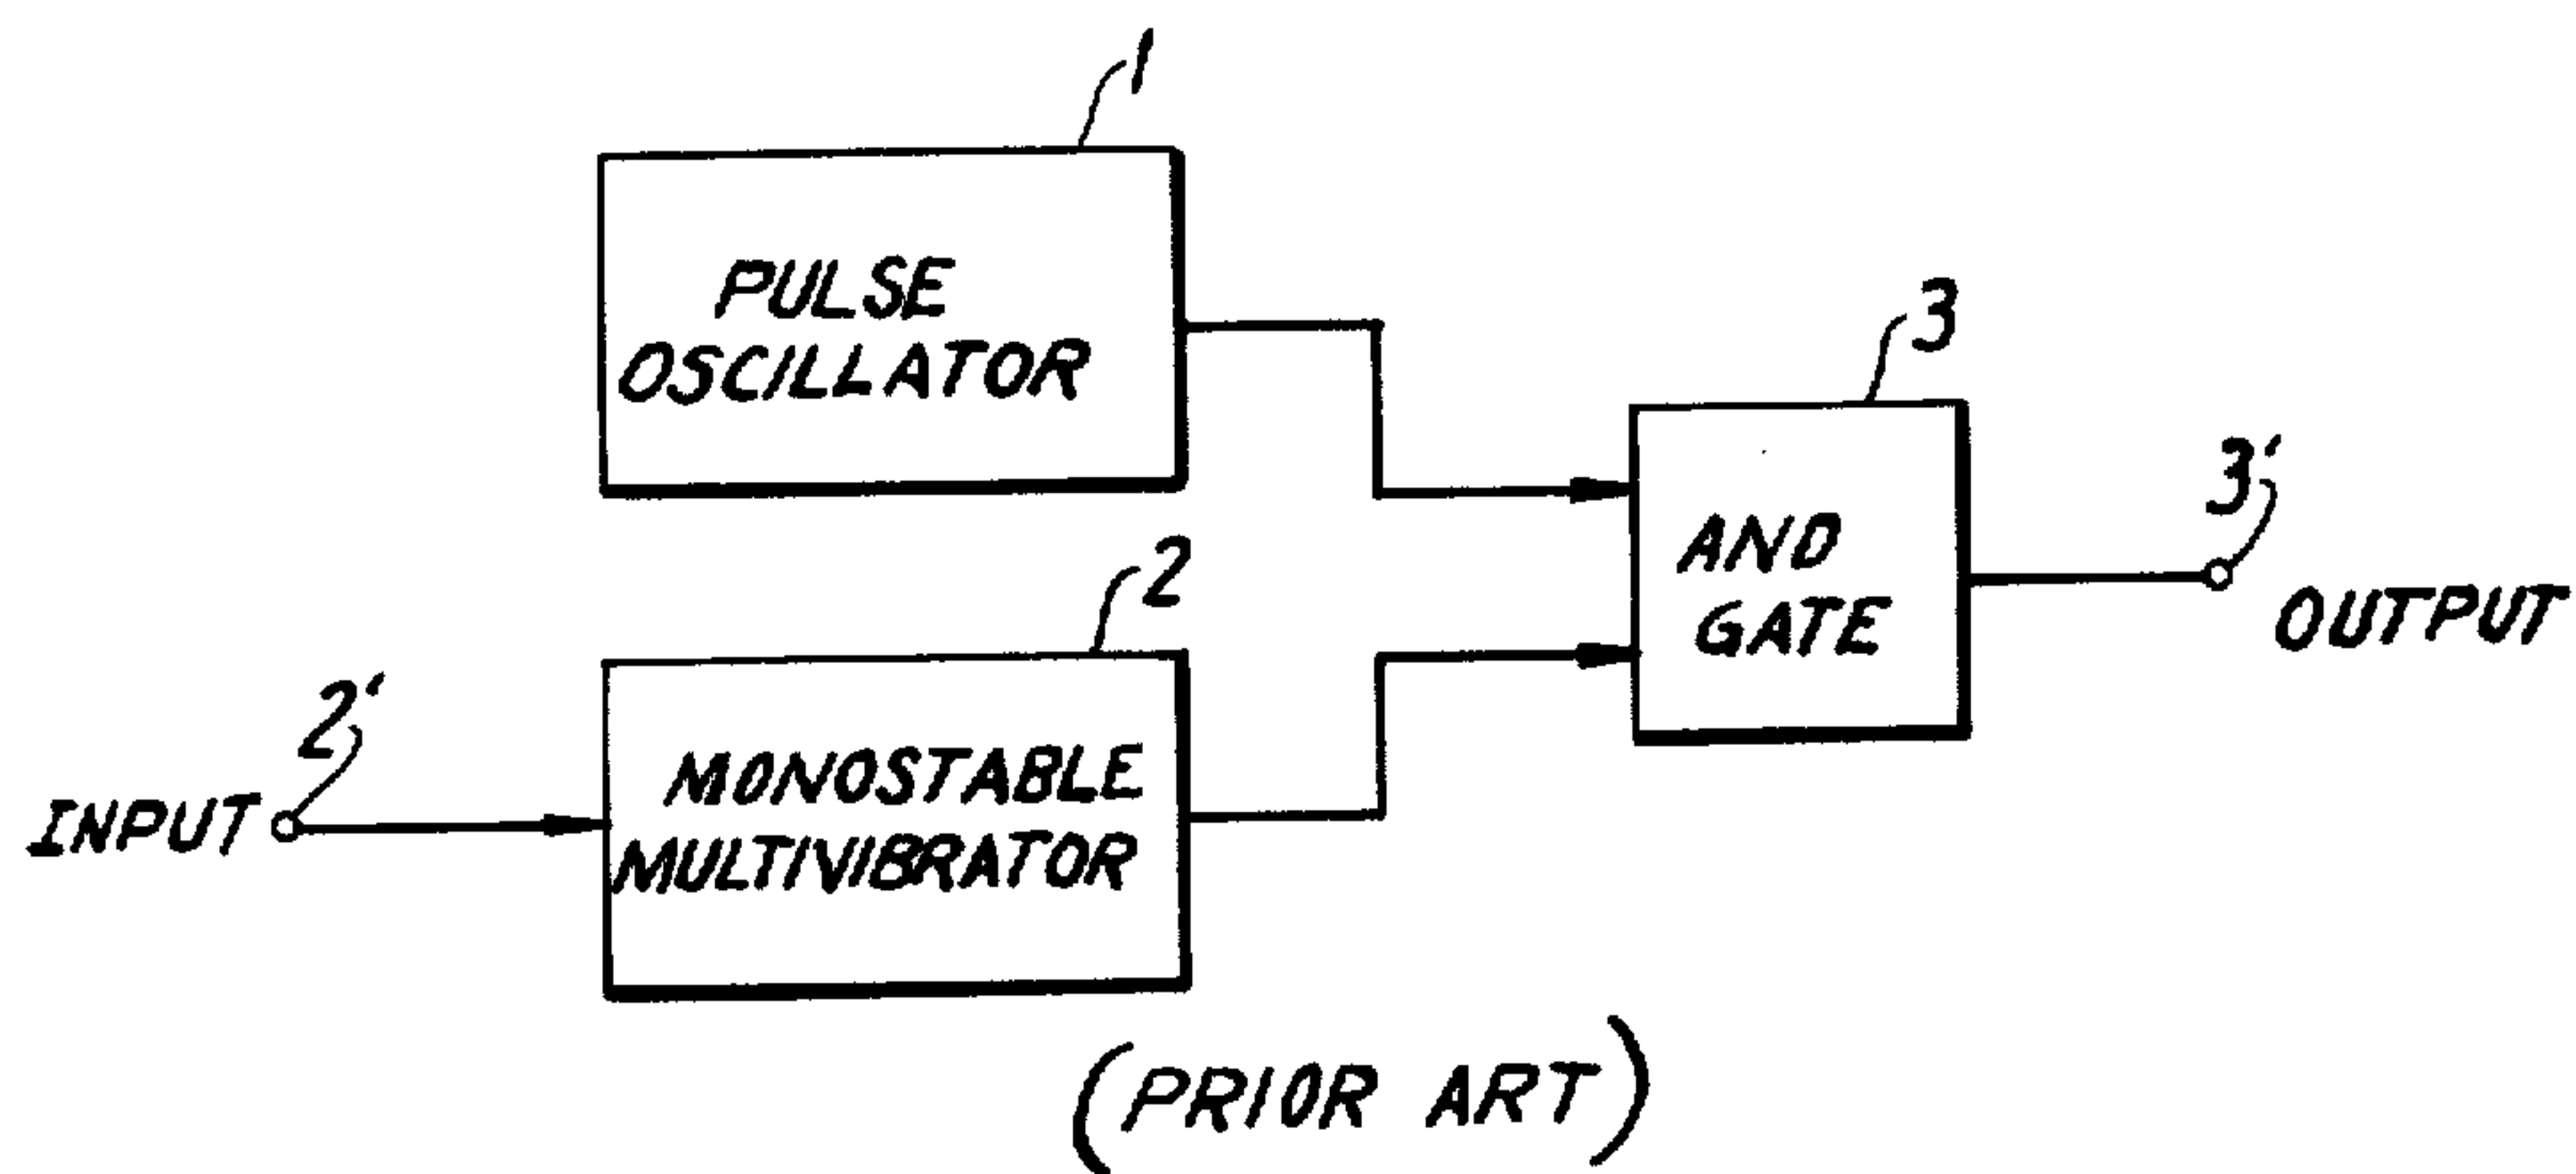 1
PULSE
OSCILLATOR
3
AND
GATE
3'
OUTPUT
2
MONOSTABLE
MULTIVIBRATOR
2'
INPUT
(PRIOR ART)